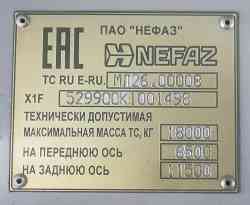 ПАО "НЕФАЗ"
EAC NEFAZ
ТС RU E-RU. МТ26.00008
X1F 529900K1001498
ТЕХНИЧЕСКИ ДОПУСТИМАЯ
МАКСИМАЛЬНАЯ МАССА ТС, КГ 18000
НА ПЕРЕДНЮЮ ОСЬ 6500
НА ЗАДНЮЮ ОСЬ 11500